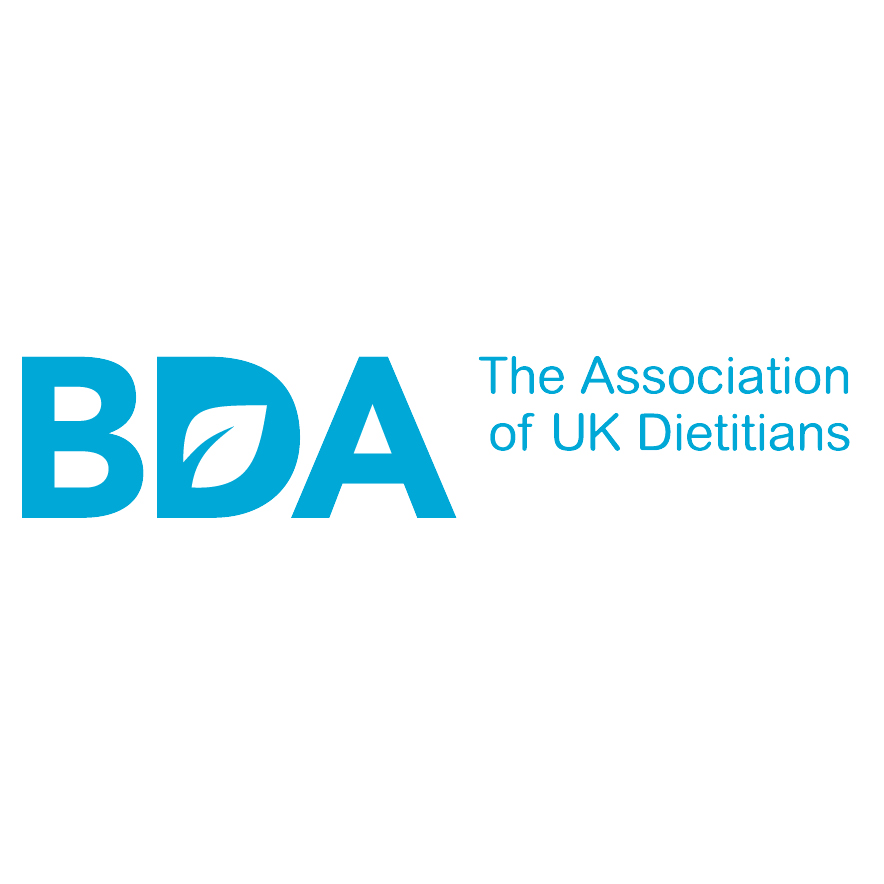 BDA
The Association
of UK Dietitians